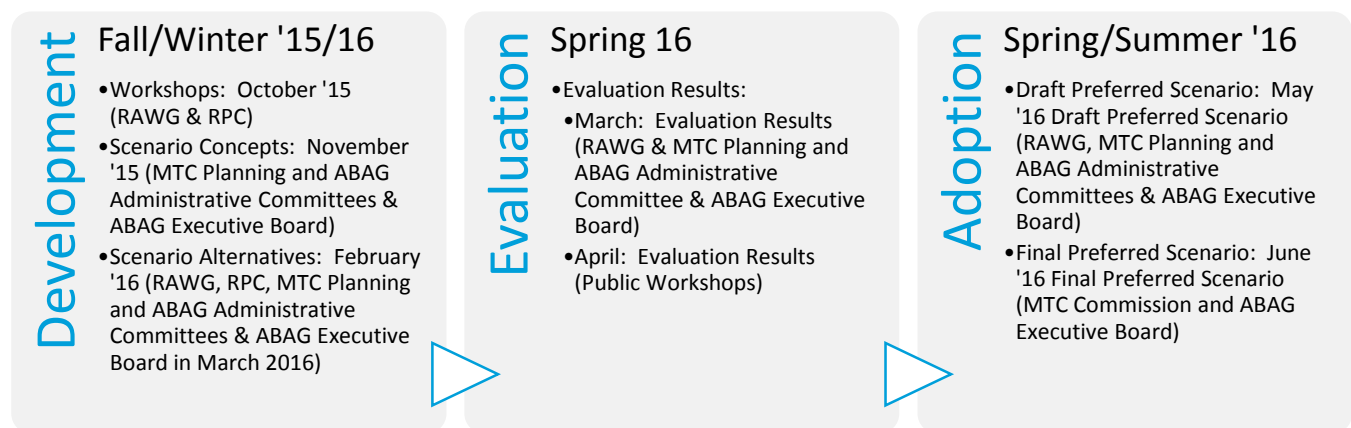 Development
Fall/Winter '15/16
•Workshops: October '15
(RAWG & RPC)
•Scenario Concepts: November
'15 (MTC Planning and ABAG
Administrative Committees &
ABAG Executive Board)
•Scenario Alternatives: February
'16 (RAWG, RPC, MTC Planning
and ABAG Administrative
Committees & ABAG Executive
Board in March 2016)
Evaluation
Spring 16
•Evaluation Results:
•March: Evaluation Results
(RAWG & MTC Planning and
ABAG Administrative
Committee & ABAG Executive
Board)
•April: Evaluation Results
(Public Workshops)
Adoption
Spring/Summer '16
•Draft Preferred Scenario: May
'16 Draft Preferred Scenario
(RAWG, MTC Planning and
ABAG Administrative
Committees & ABAG Executive
Board)
•Final Preferred Scenario: June
'16 Final Preferred Scenario
(MTC Commission and ABAG
Executive Board)